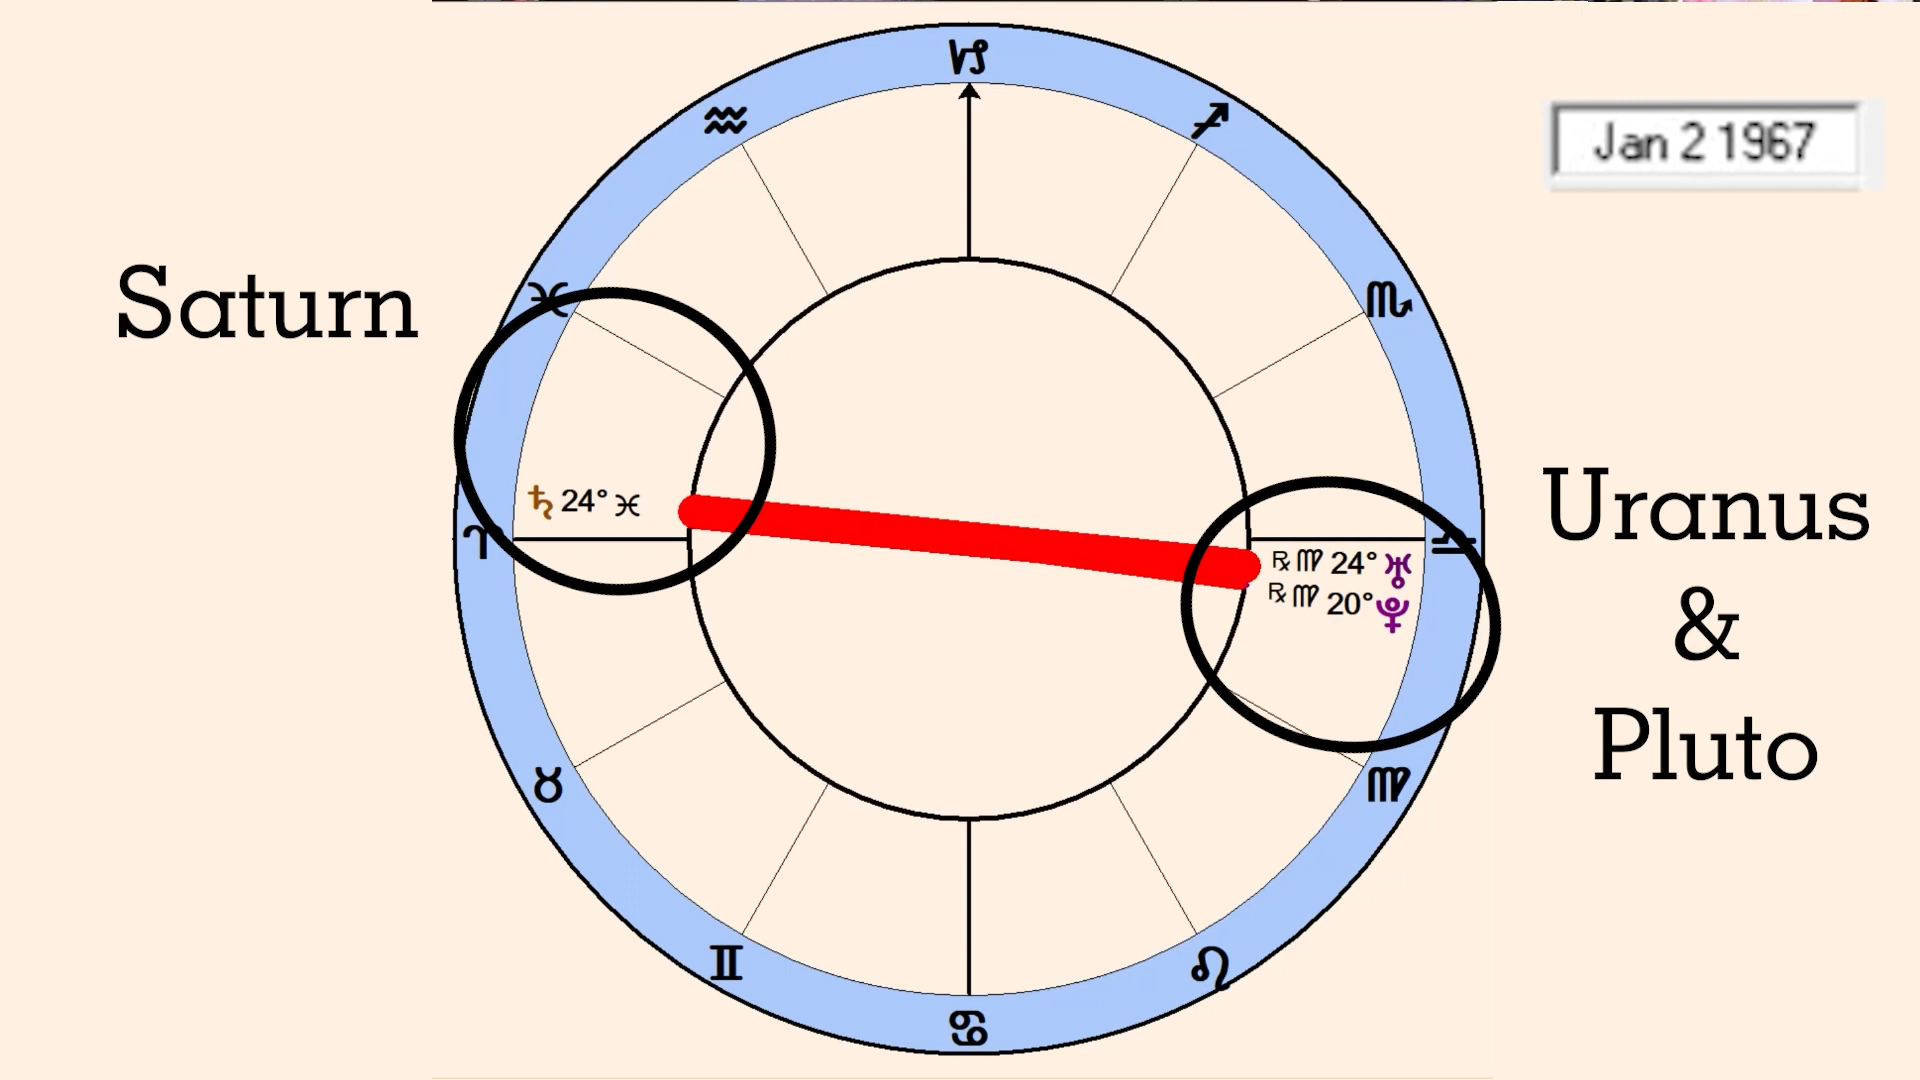 ♑
♒ ♐
Jan 2 1967
♓ ♏
Saturn
♄ 24° ♓
Uranus
♈ ♎
℞ ♍ 24° ♅
℞ ♍ 20° ♇
&
Pluto
♉ ♍
♊ ♌
♋